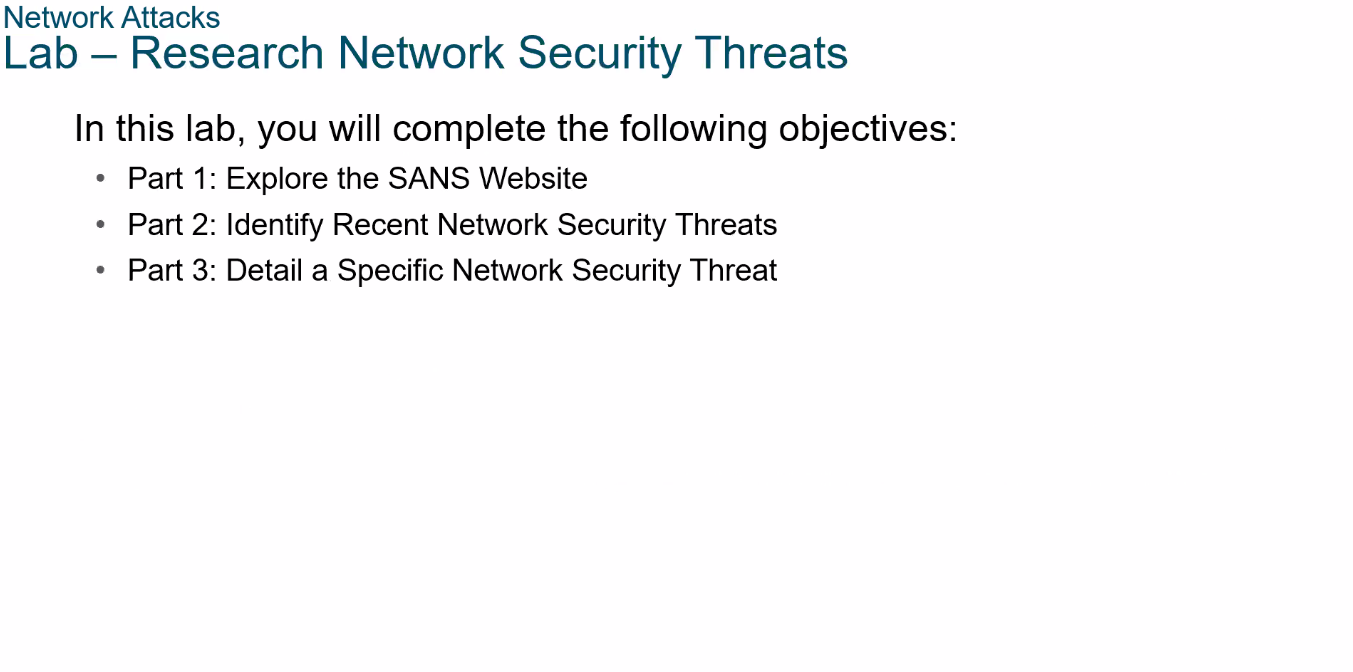 Network Attacks
Lab – Research Network Security Threats
In this lab, you will complete the following objectives:
• Part 1: Explore the SANS Website
• Part 2: Identify Recent Network Security Threats
• Part 3: Detail a Specific Network Security Threat